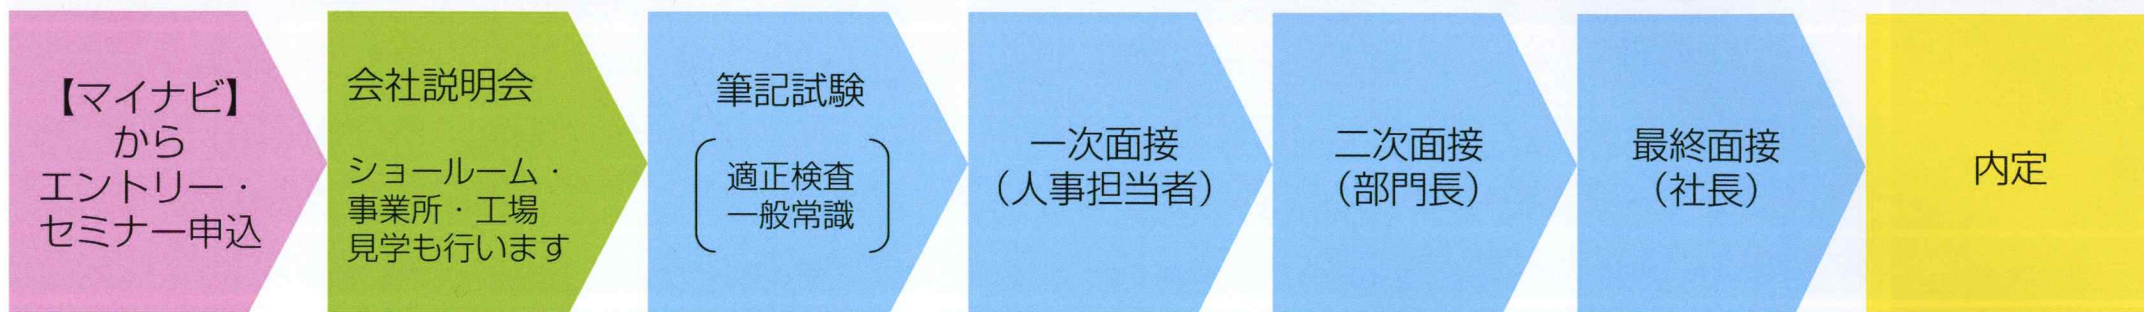 【マイナビ】
から
エントリー・
セミナー申込
会社説明会
ショールーム・
事業所・工場
見学も行います
筆記試験
適正検査
一般常識
一次面接
（人事担当者）
二次面接
（部門長）
最終面接
（社長）
内定